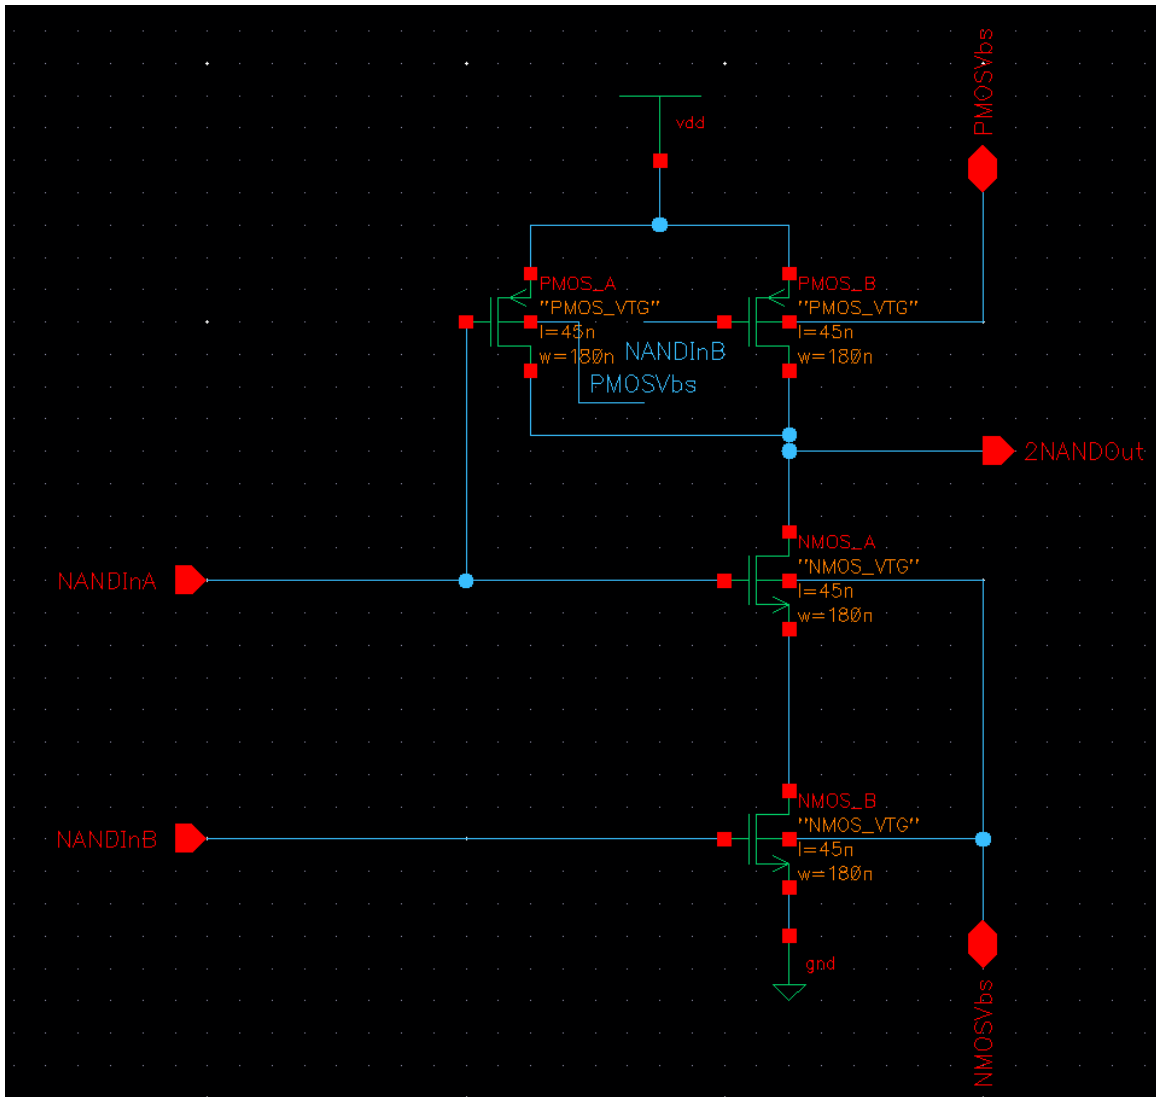 PMOSVbs
vdd
PMOS_A
"PMOS_VTG"
l=45n
w=180n
PMOS_B
"PMOS_VTG"
l=45n
w=180n
NANDInB
PMOSVbs
2NANDOut
NMOS_A
"NMOS_VTG"
l=45n
w=180n
NANDInA
NMOS_B
"NMOS_VTG"
l=45n
w=180n
NANDInB
gnd
NMOSVbs